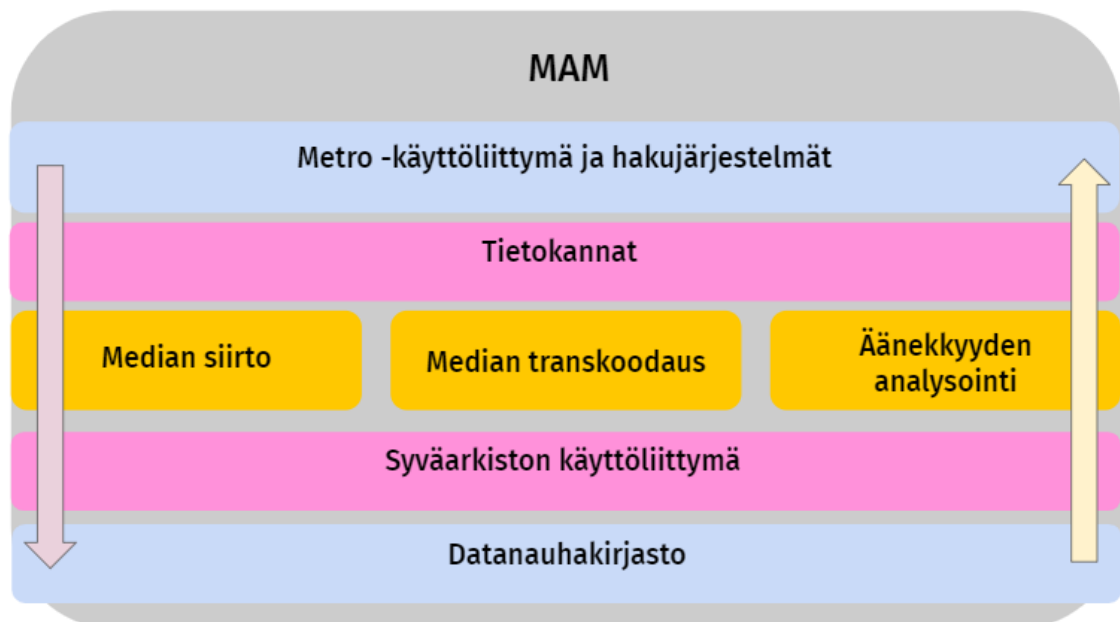 MAM
Metro -käyttöliittymä ja hakujärjestelmät
Tietokannat
Median siirto
Median transkoodaus
Äänekkyyden
analysointi
Syväarkiston käyttöliittymä
Datanauhakirjasto